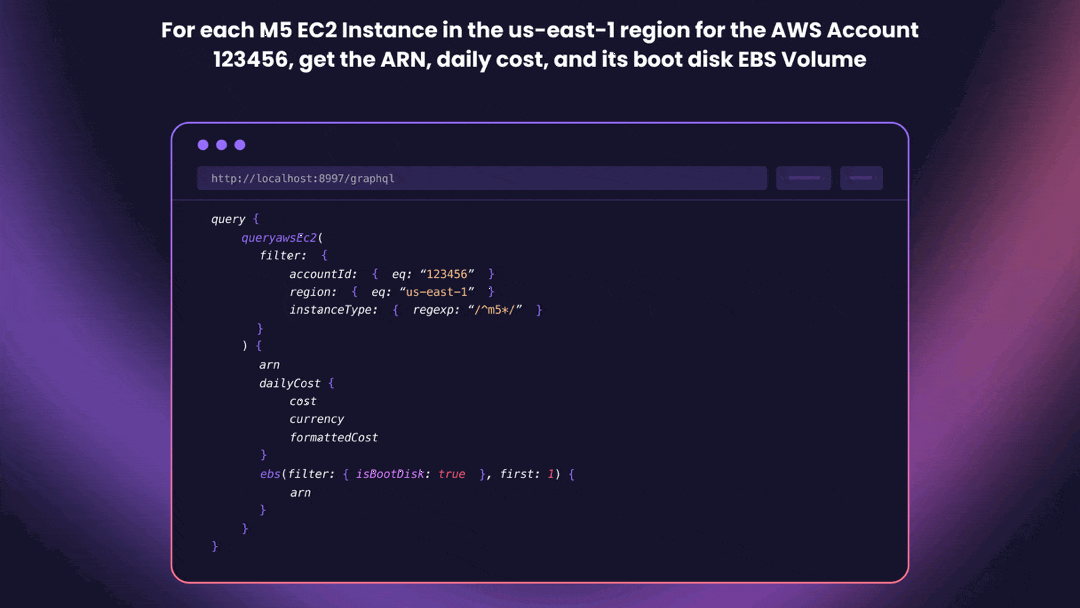 For each M5 EC2 Instance in the us-east-1 region for the AWS Account
123456, get the ARN, daily cost, and its boot disk EBS Volume
http://localhost:8997/graphql
query {
queryawsEc2(
filter: {
accountId: { eq: “123456” }
region: { eq: “us-east-1” }
instanceType: { regexp: “/^m5*/” }
}
) {
arn
dailyCost {
cost
currency
formattedCost
}
ebs(filter: { isBootDisk: true }, first: 1) {
arn
}
}
}